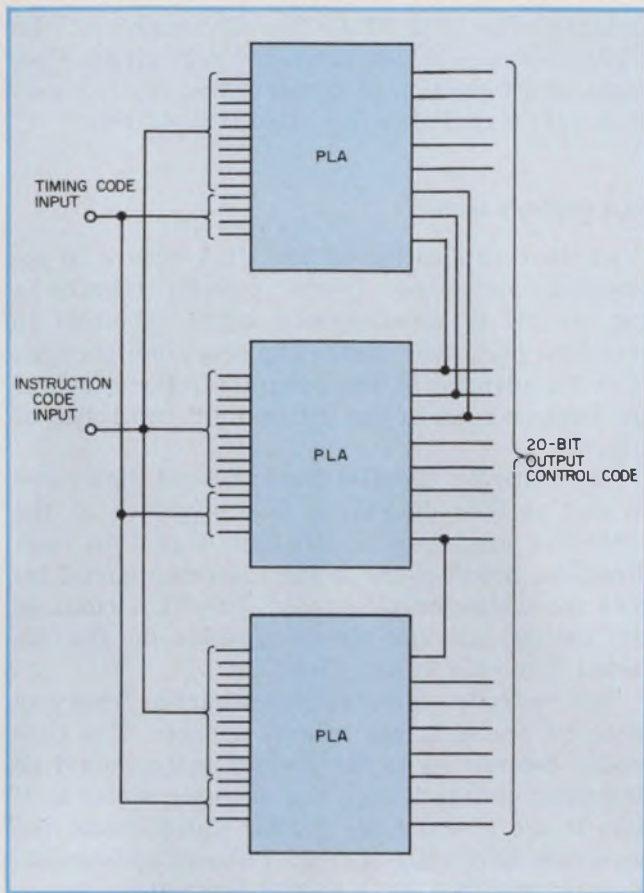 PLA
TIMING CODE
INPUT
PLA
INSTRUCTION
CODE
INPUT
20-BIT
OUTPUT
CONTROL CODE
PLA